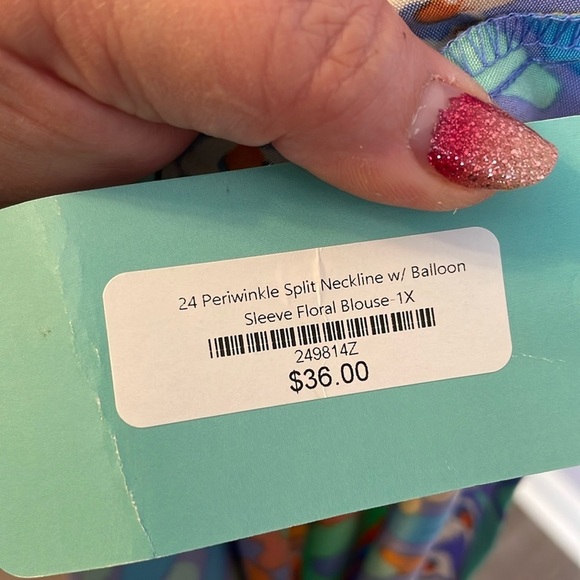 24 Periwinkle Split Neckline w/ Balloon
Sleeve Floral Blouse-1X
249814Z
$36.00